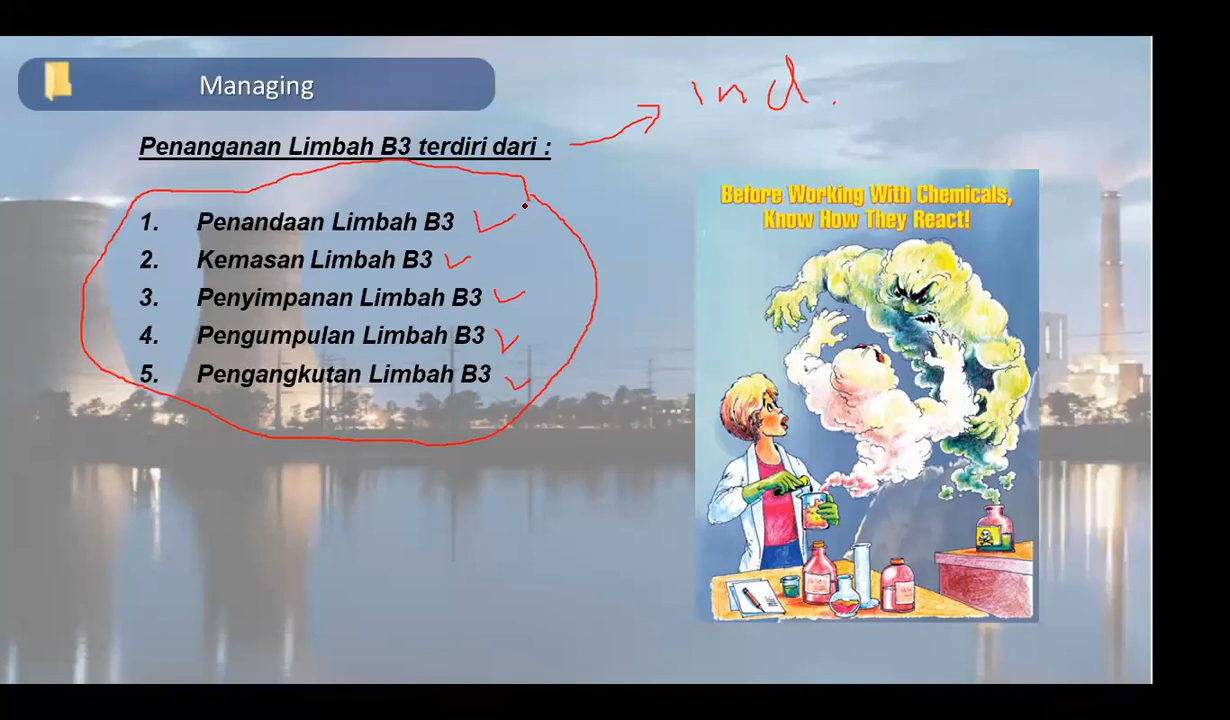 Managing
ind.
Penanganan Limbah B3 terdiri dari :
1. Penandaan Limbah B3
2. Kemasan Limbah B3
3. Penyimpanan Limbah B3
4. Pengumpulan Limbah B3
5. Pengangkutan Limbah B3
Before Working With Chemicals,
Know How They React!